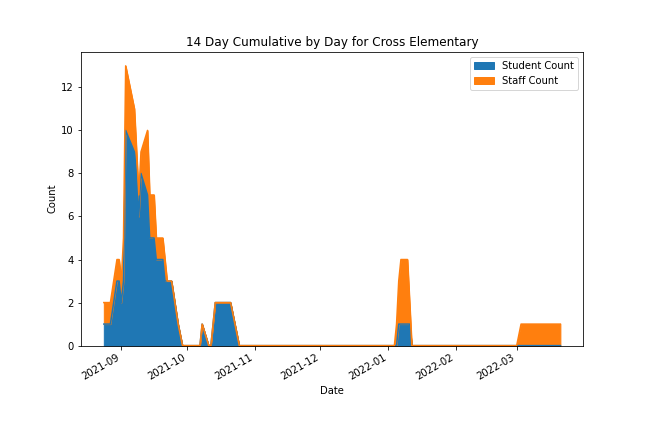 14 Day Cumulative by Day for Cross Elementary
Student Count
Staff Count
12
10
8
6
4
2
0
Count
2021-09
2021-10
2021-11
2021-12
2022-01
2022-02
2022-03
Date